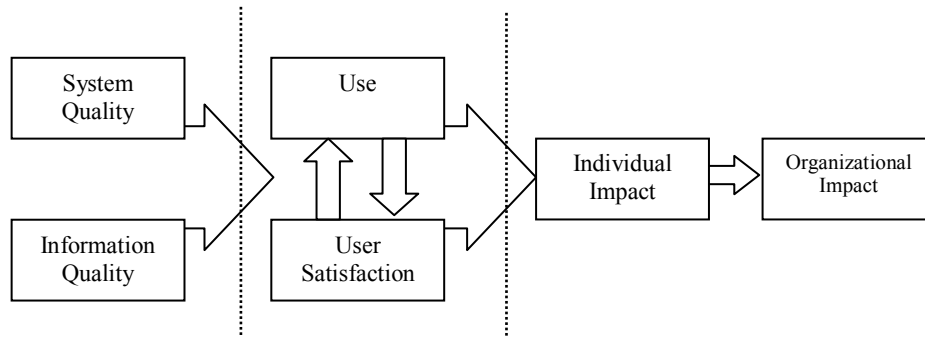 System
Quality
Information
Quality
Use
User
Satisfaction
Individual
Impact
Organizational
Impact